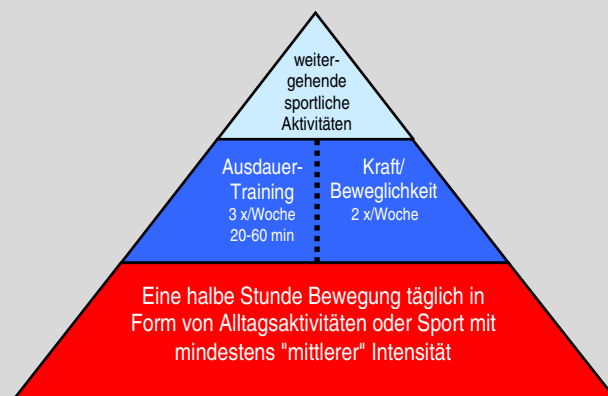 weiter-
gehende
sportliche
Aktivitäten
Ausdauer-
Training
3 x/Woche
20-60 min
Kraft/
Beweglichkeit
2 x/Woche
Eine halbe Stunde Bewegung täglich in
Form von Alltagsaktivitäten oder Sport mit
mindestens "mittlerer" Intensität